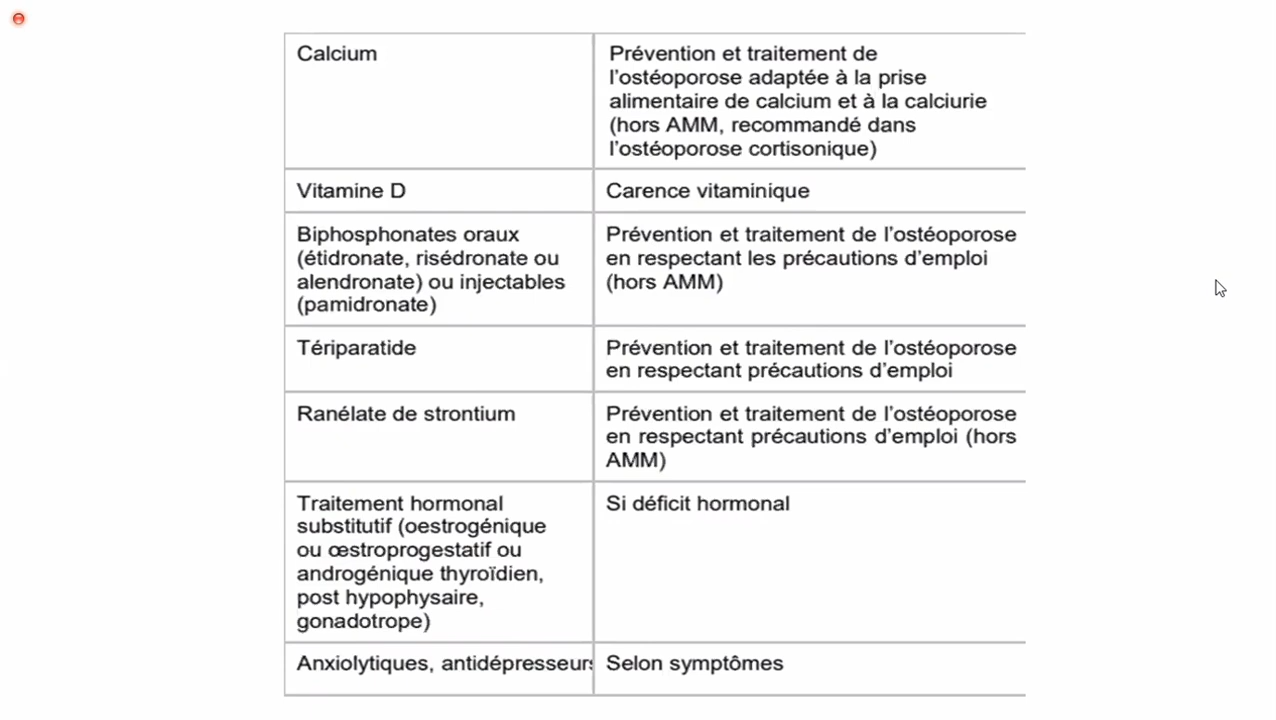 Calcium
Prévention et traitement de
l'ostéoporose adaptée à la prise
alimentaire de calcium et à la calciurie
(hors AMM, recommandé dans
l'ostéoporose cortisonique)
Vitamine D
Carence vitaminique
Biphosphonates oraux
(étidronate, risédronate ou
alendronate) ou injectables
(pamidronate)
Prévention et traitement de l'ostéoporose
en respectant les précautions d'emploi
(hors AMM)
Tériparatide
Prévention et traitement de l'ostéoporose
en respectant précautions d'emploi
Ranélate de strontium
Prévention et traitement de l'ostéoporose
en respectant précautions d'emploi (hors
AMM)
Traitement hormonal
substitutif (oestrogénique
ou œstroprogestatif ou
androgénique thyroïdien,
post hypophysaire,
gonadotrope)
Si déficit hormonal
Anxiolytiques, antidépresseurs
Selon symptômes